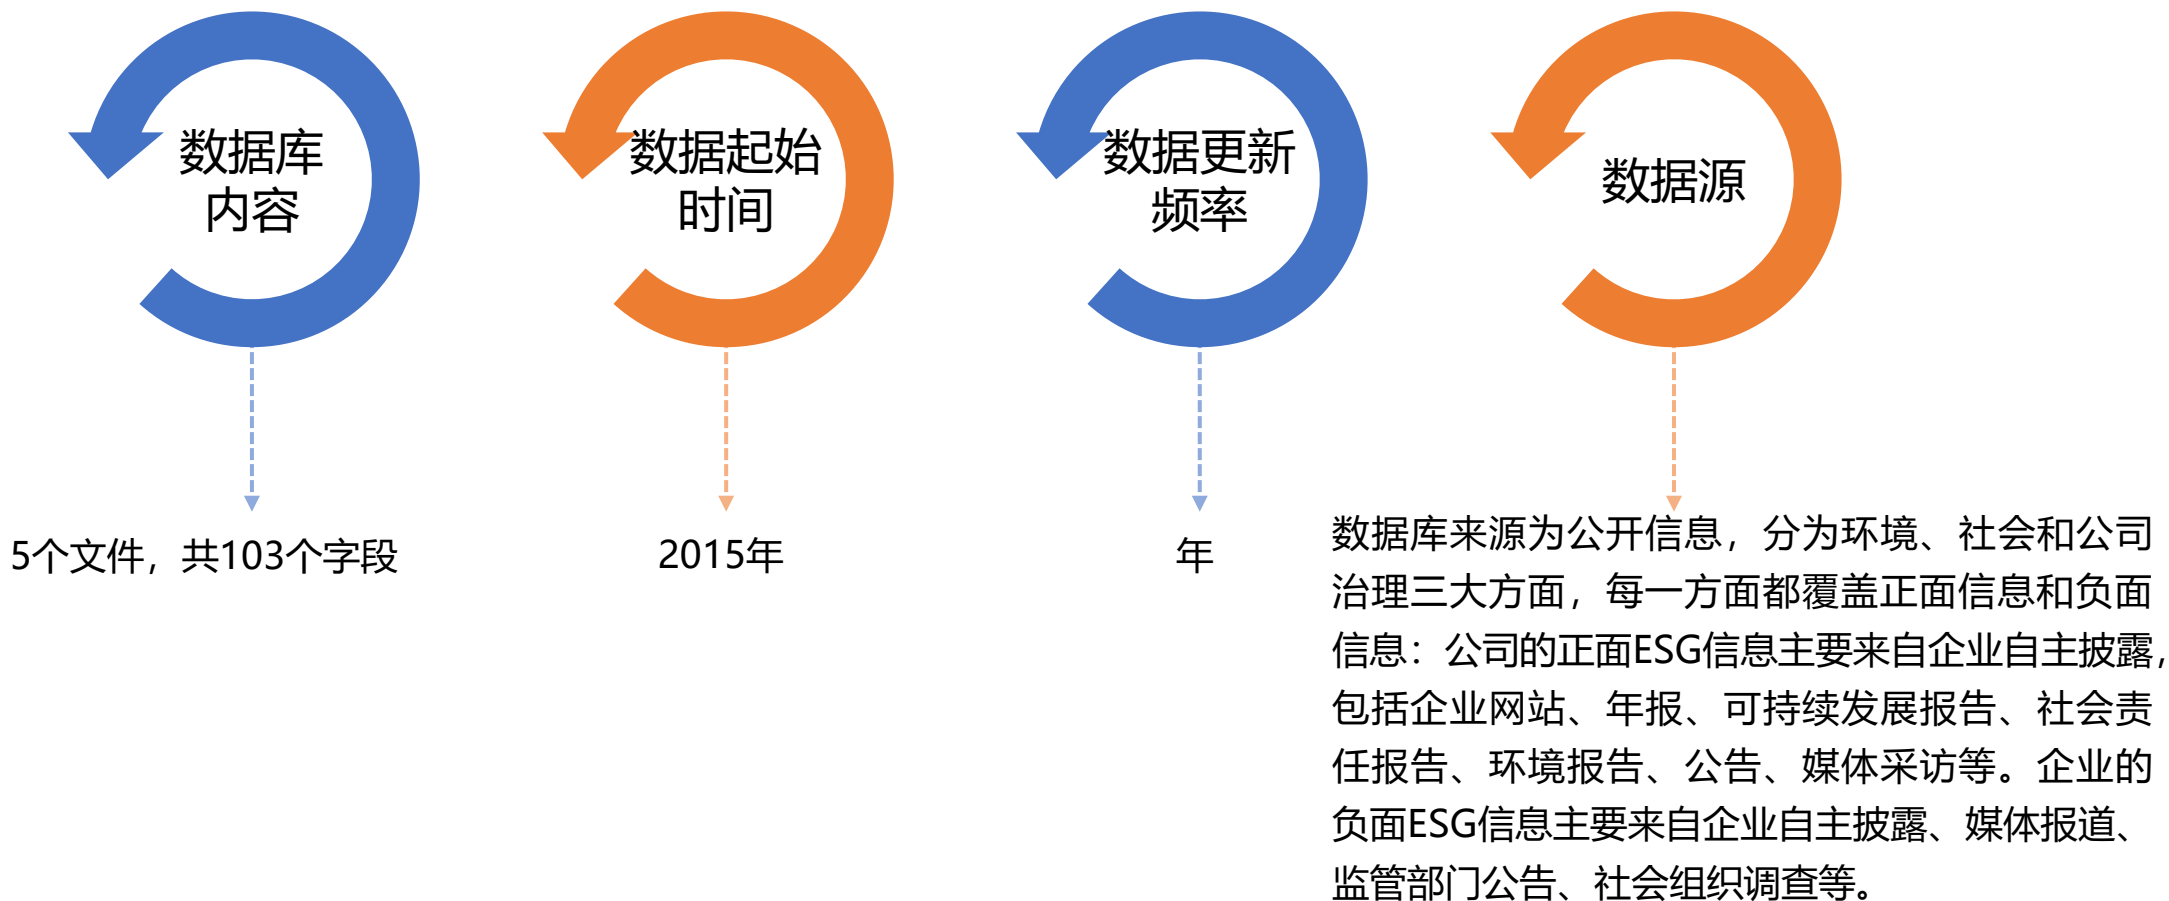 数据库
内容
数据起始
时间
数据更新
频率
数据源
5个文件，共103个字段
2015年
年
数据库来源为公开信息，分为环境、社会和公司
治理三大方面，每一方面都覆盖正面信息和负面
信息：公司的正面ESG信息主要来自企业自主披露，
包括企业网站、年报、可持续发展报告、社会责
任报告、环境报告、公告、媒体采访等。企业的
负面ESG信息主要来自企业自主披露、媒体报道、
监管部门公告、社会组织调查等。